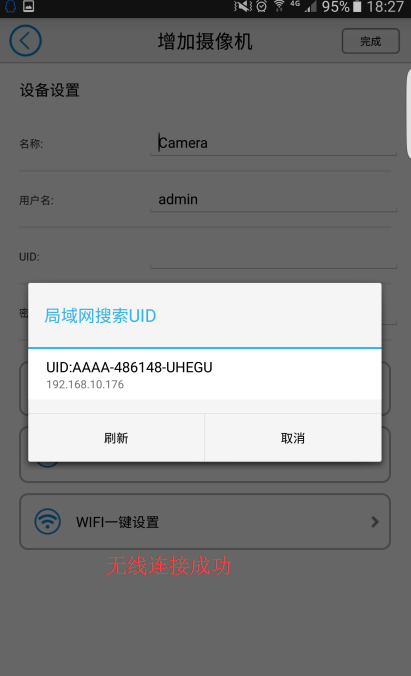 4G 95% 18:27
增加摄像机
完成
设备设置
名称: Camera
用户名: admin
UID:
密
局域网搜索UID
UID:AAAA-486148-UHEGU
192.168.10.176
刷新 取消
WIFI一键设置
无线连接成功